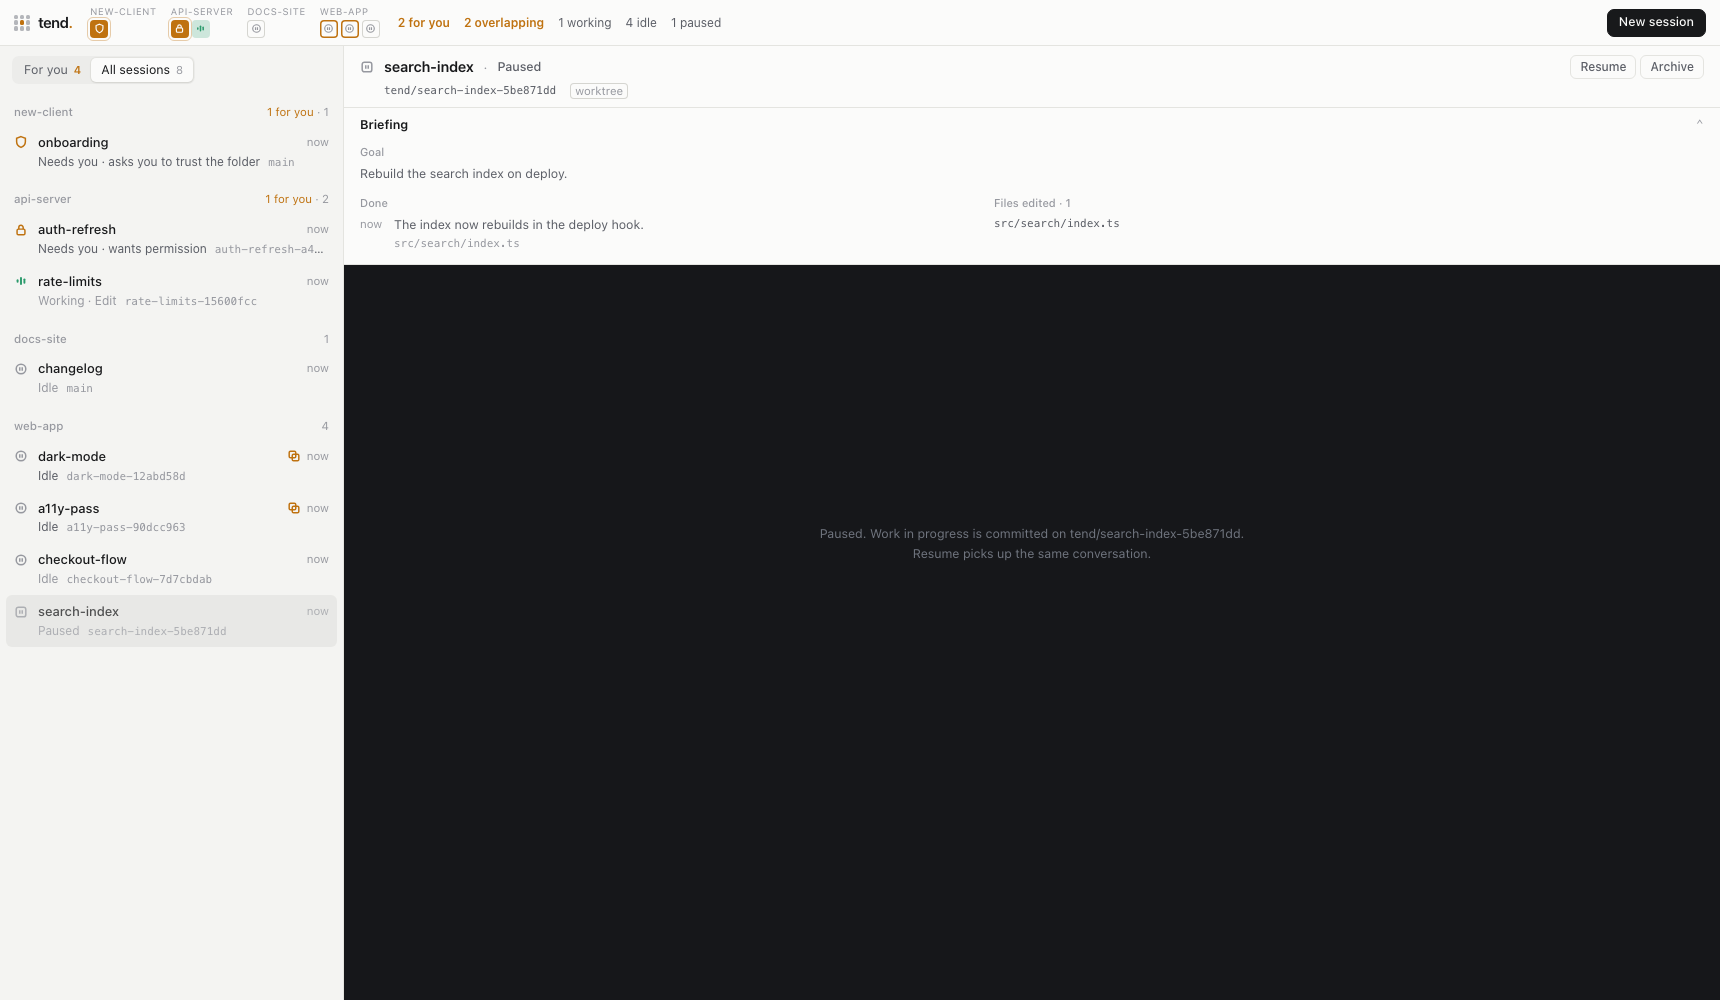 tend.
NEW-CLIENT
API-SERVER
DOCS-SITE
WEB-APP
2 for you
2 overlapping
1 working
4 idle
1 paused
New session
For you 4
All sessions 8
new-client
1 for you · 1
onboarding
now
Needs you · asks you to trust the folder main
api-server
1 for you · 2
auth-refresh
now
Needs you · wants permission auth-refresh-a4…
rate-limits
now
Working · Edit rate-limits-15600fcc
docs-site
1
changelog
now
Idle main
web-app
4
dark-mode
now
Idle dark-mode-12abd58d
a11y-pass
now
Idle a11y-pass-90dcc963
checkout-flow
now
Idle checkout-flow-7d7cbdab
search-index
now
Paused search-index-5be871dd
search-index · Paused
Resume
Archive
tend/search-index-5be871dd
worktree
Briefing
Goal
Rebuild the search index on deploy.
Done
now The index now rebuilds in the deploy hook.
src/search/index.ts
Files edited · 1
src/search/index.ts
Paused. Work in progress is committed on tend/search-index-5be871dd.
Resume picks up the same conversation.